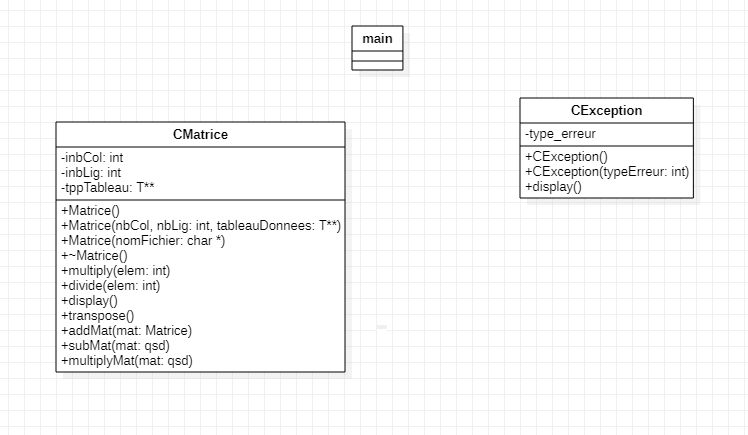 main
CMatrice
-inbCol: int
-inbLig: int
-tppTableau: T**
+Matrice()
+Matrice(nbCol, nbLig: int, tableauDonnees: T**)
+Matrice(nomFichier: char *)
+~Matrice()
+multiply(elem: int)
+divide(elem: int)
+display()
+transpose()
+addMat(mat: Matrice)
+subMat(mat: qsd)
+multiplyMat(mat: qsd)
CException
-type_erreur
+CException()
+CException(typeErreur: int)
+display()